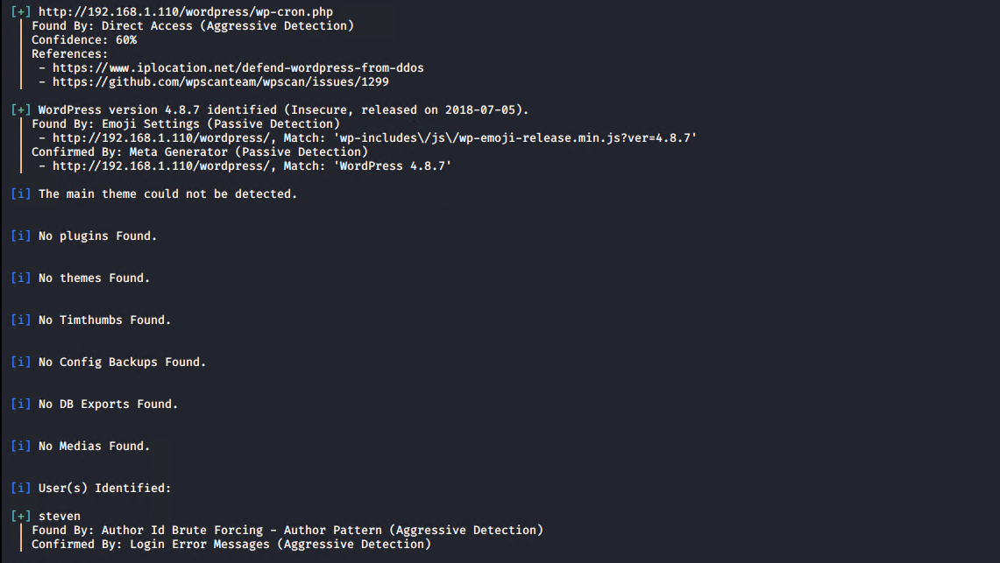 [+] http://192.168.1.110/wordpress/wp-cron.php
| Found By: Direct Access (Aggressive Detection)
| Confidence: 60%
| References:
|  - https://www.iplocation.net/defend-wordpress-from-ddos
|  - https://github.com/wpscanteam/wpscan/issues/1299
[+] WordPress version 4.8.7 identified (Insecure, released on 2018-07-05).
| Found By: Emoji Settings (Passive Detection)
|  - http://192.168.1.110/wordpress/, Match: 'wp-includes\/js\/wp-emoji-release.min.js?ver=4.8.7'
| Confirmed By: Meta Generator (Passive Detection)
|  - http://192.168.1.110/wordpress/, Match: 'WordPress 4.8.7'
[i] The main theme could not be detected.
[i] No plugins Found.
[i] No themes Found.
[i] No Timthumbs Found.
[i] No Config Backups Found.
[i] No DB Exports Found.
[i] No Medias Found.
[i] User(s) Identified:
[+] steven
| Found By: Author Id Brute Forcing - Author Pattern (Aggressive Detection)
| Confirmed By: Login Error Messages (Aggressive Detection)